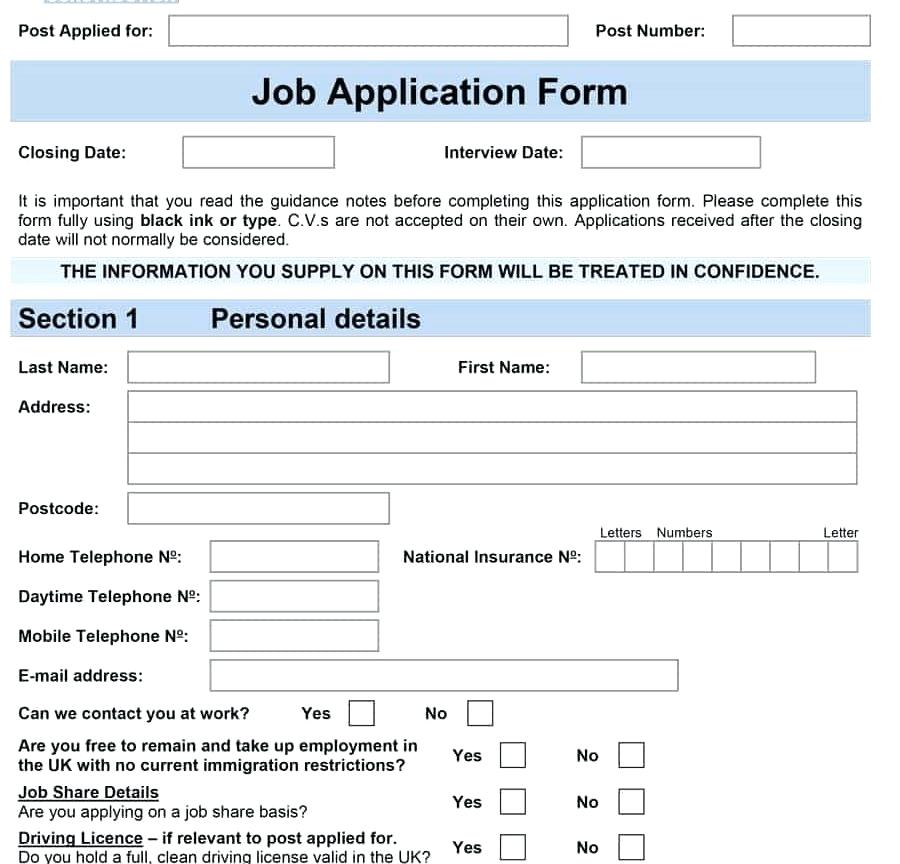 Post Applied for: Post Number:
Job Application Form
Closing Date: Interview Date:
It is important that you read the guidance notes before completing this application form. Please complete this
form fully using black ink or type. C.V.s are not accepted on their own. Applications received after the closing
date will not normally be considered.
THE INFORMATION YOU SUPPLY ON THIS FORM WILL BE TREATED IN CONFIDENCE.
Section 1 Personal details
Last Name: First Name:
Address:
Postcode:
Letters Numbers Letter
Home Telephone Nº: National Insurance Nº:
Daytime Telephone Nº:
Mobile Telephone Nº:
E-mail address:
Can we contact you at work? Yes No
Are you free to remain and take up employment in
the UK with no current immigration restrictions? Yes No
Job Share Details
Are you applying on a job share basis? Yes No
Driving Licence – if relevant to post applied for.
Do you hold a full, clean driving license valid in the UK? Yes No